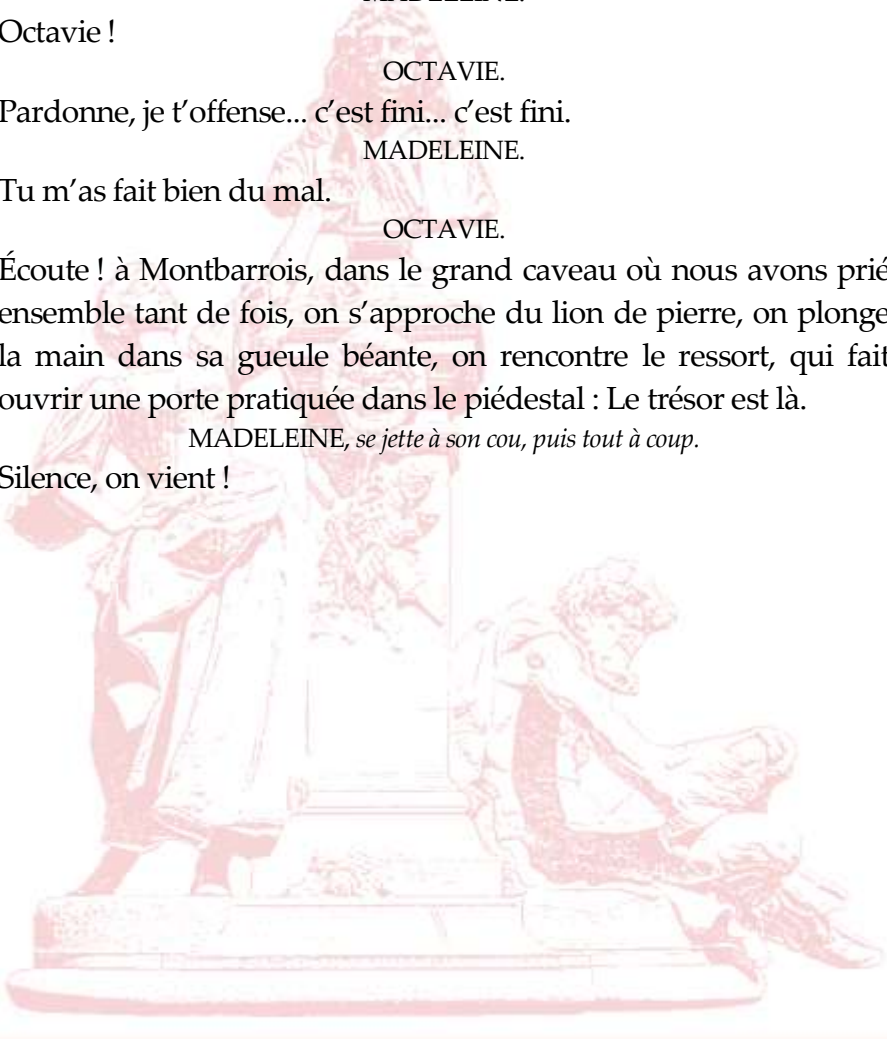 MADELEINE.
Octavie !
OCTAVIE.
Pardonne, je t’offense... c’est fini... c’est fini.
MADELEINE.
Tu m’as fait bien du mal.
OCTAVIE.
Écoute ! à Montbarrois, dans le grand caveau où nous avons prié
ensemble tant de fois, on s’approche du lion de pierre, on plonge
la main dans sa gueule béante, on rencontre le ressort, qui fait
ouvrir une porte pratiquée dans le piédestal : Le trésor est là.
MADELEINE, se jette à son cou, puis tout à coup.
Silence, on vient !